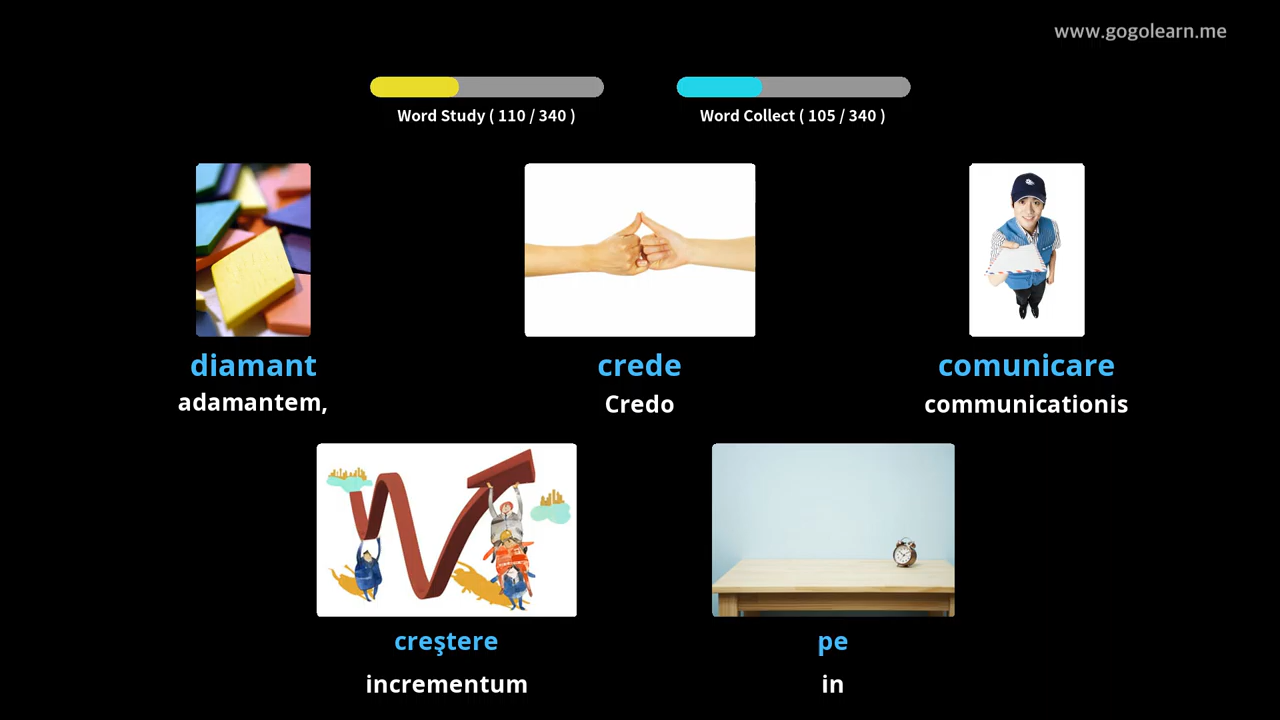 www.gogolearn.me
Word Study ( 110 / 340 )
Word Collect ( 105 / 340 )
diamant
adamantem,
crede
Credo
comunicare
communicationis
creştere
incrementum
pe
in